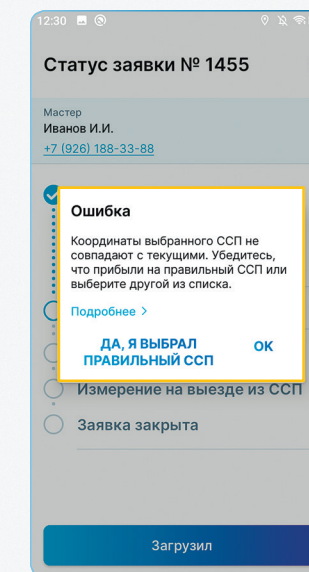 12:30
Статус заявки № 1455
Мастер
Иванов И.И.
+7 (926) 188-33-88
Ошибка
Координаты выбранного ССП не
совпадают с текущими. Убедитесь,
что прибыли на правильный ССП или
выберите другой из списка.
Подробнее >
ДА, Я ВЫБРАЛ
ПРАВИЛЬНЫЙ ССП
ОК
Измерение на выезде из ССП
Заявка закрыта
Загрузил